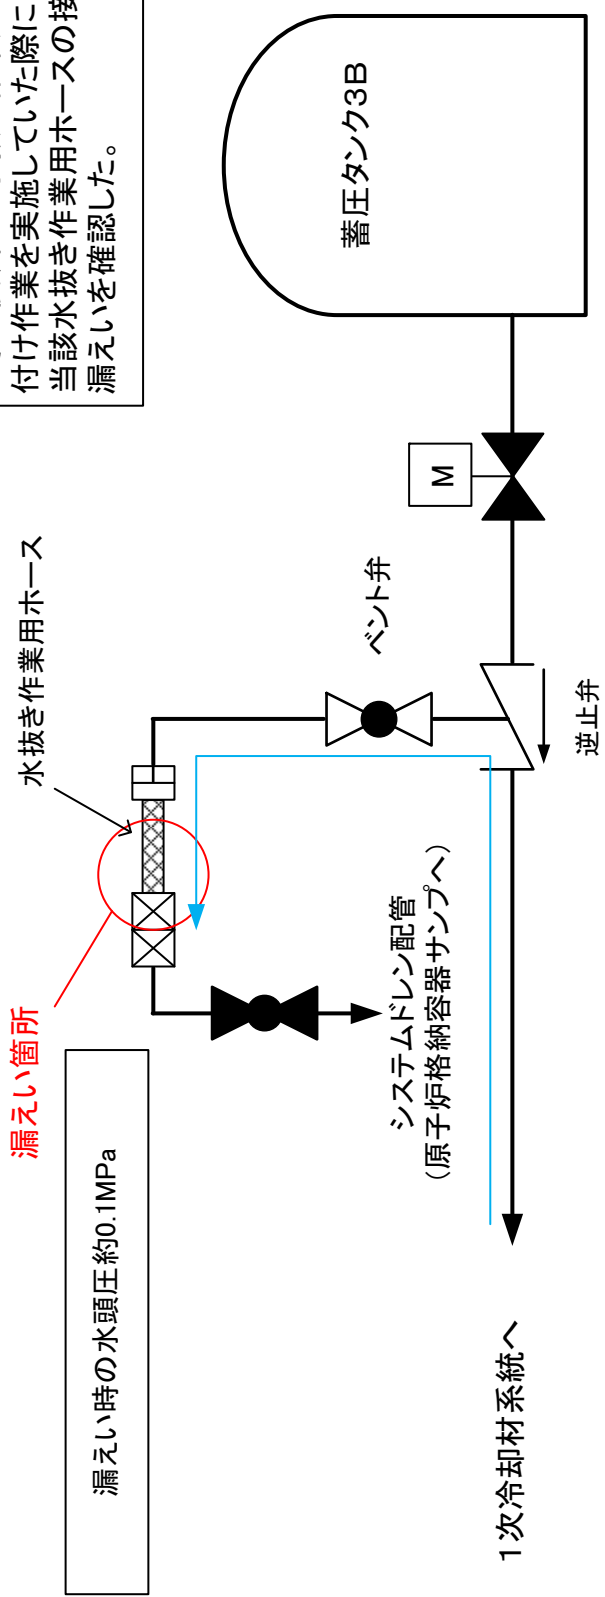 付け作業を実施していた際に
当該水抜き作業用ホースの接
漏えいを確認した。
蓄圧タンク3B
水抜き作業用ホース
M
ベント弁
逆止弁
漏えい箇所
システムドレン配管
（原子炉格納容器サンプへ）
漏えい時の水頭圧約0.1MPa
1次冷却材系統へ